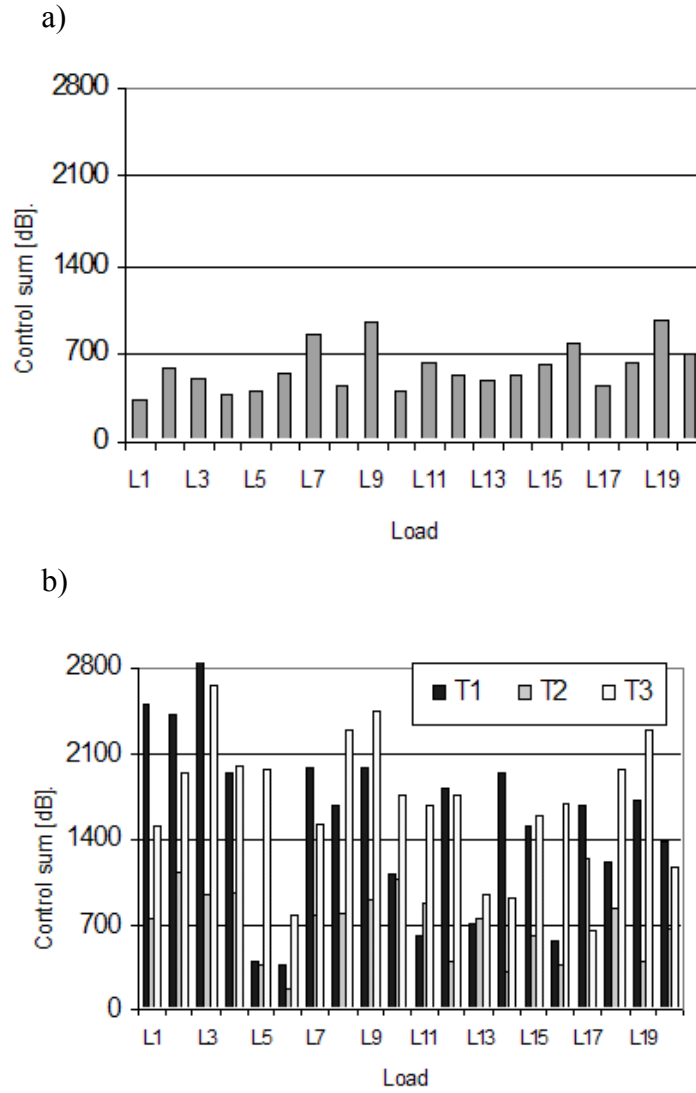 a)
2800
2100
1400
700
0
Control sum [dB].
L1 L3 L5 L7 L9 L11 L13 L15 L17 L19
Load
b)
2800
2100
1400
700
0
Control sum [dB].
T1 T2 T3
L1 L3 L5 L7 L9 L11 L13 L15 L17 L19
Load